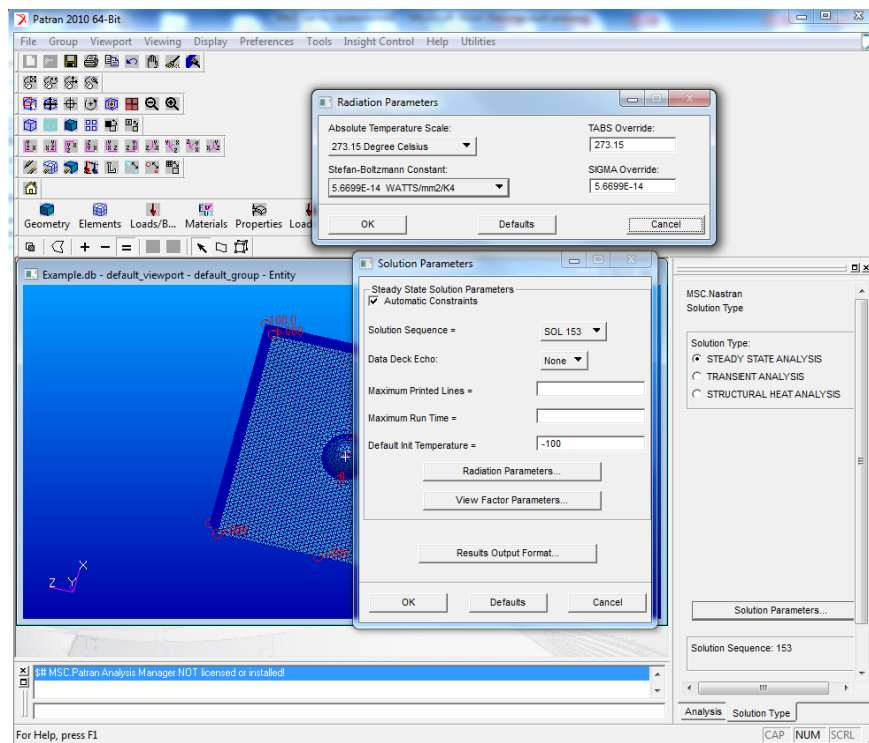 Patran 2010 64-Bit
File Group Viewport Viewing Display Preferences Tools Insight Control Help Utilities
Radiation Parameters
Absolute Temperature Scale:
TABS Override:
273.15 Degree Celsius
273.15
Stefan-Boltzmann Constant:
SIGMA Override:
5.6699E-14 WATTS/mm2/K4
5.6699E-14
OK
Defaults
Cancel
Geometry Elements Loads/B... Materials Properties
Solution Parameters
Example.db - default_viewport - default_group - Entity
Steady State Solution Parameters
Automatic Constraints
Solution Sequence =
SOL 153
Data Deck Echo:
None
Maximum Printed Lines =
Maximum Run Time =
Default Init Temperature =
-100
Radiation Parameters...
View Factor Parameters...
Results Output Format...
OK
Defaults
Cancel
-100.0
X
Z
Y
MSC.Nastran
Solution Type
Solution Type:
STEADY STATE ANALYSIS
TRANSIENT ANALYSIS
STRUCTURAL HEAT ANALYSIS
Solution Parameters...
Solution Sequence: 153
Analysis Solution Type
$# MSC.Patran Analysis Manager NOT licensed or installed!
For Help, press F1
CAP NUM SCRL